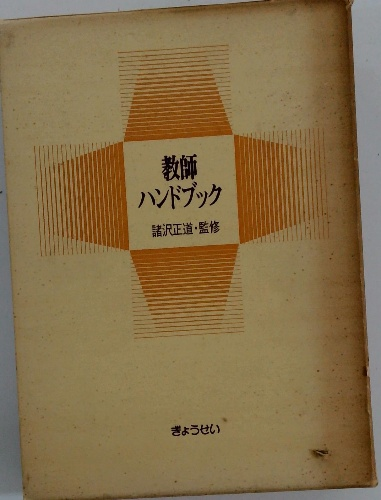 教師
ハンドブック
諸沢正道・監修
ぎょうせい